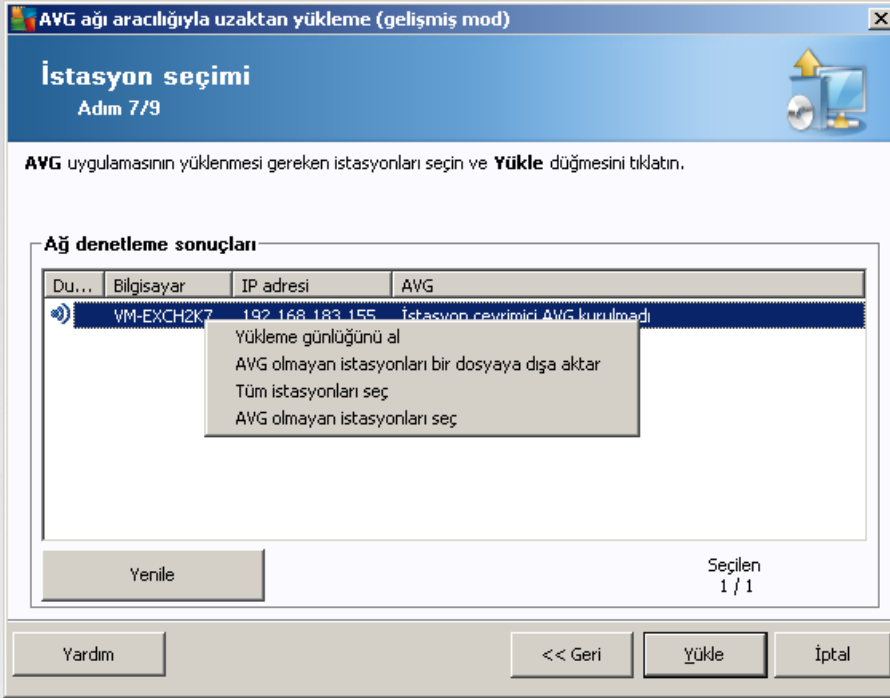 AVG ağı aracılığıyla uzaktan yükleme (gelişmiş mod)
İstasyon seçimi
Adım 7/9
AVG uygulamasının yüklenmesi gereken istasyonları seçin ve Yükle düğmesini tıklatın.
Ağ denetleme sonuçları
Du... Bilgisayar IP adresi AVG
VM-EXCH2K7 192.168.183.155 İstasyon çevrimiçi AVG kurulmadı
Yükleme günlüğünü al
AVG olmayan istasyonları bir dosyaya dışa aktar
Tüm istasyonları seç
AVG olmayan istasyonları seç
Yenile
Seçilen
1 / 1
Yardım << Geri Yükle İptal